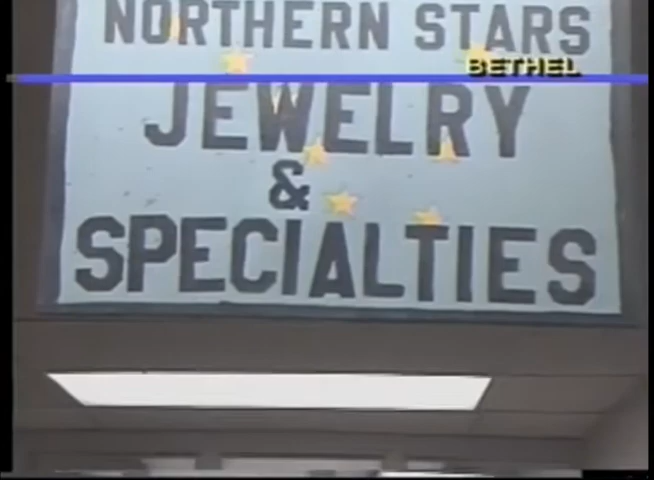 NORTHERN STARS
BETHEL
JEWELRY
&
SPECIALTIES